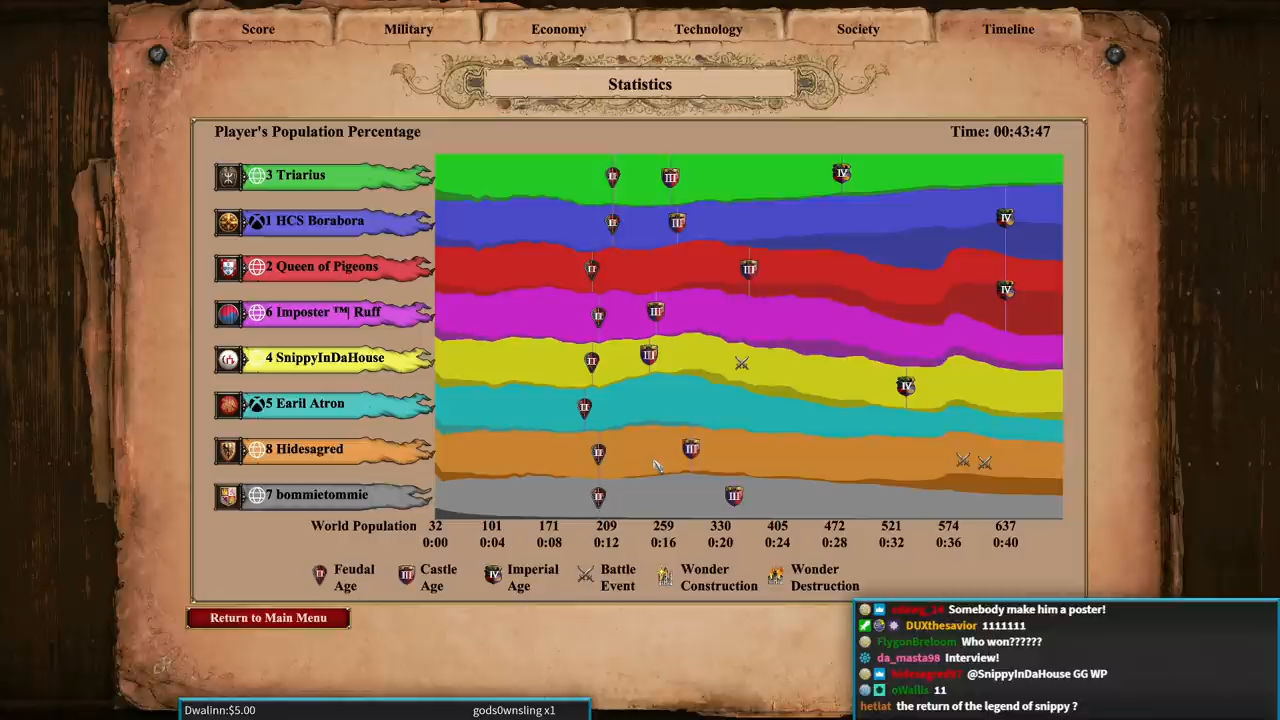 Score Military Economy Technology Society Timeline
Statistics
Player's Population Percentage Time: 00:43:47
3 Triarius
1 HCS Borabora
2 Queen of Pigeons
6 Imposter ™| Ruff
4 SnippyInDaHouse
5 Earil Atron
8 Hidesagred
7 bommietommie
World Population 32 101 171 209 259 330 405 472 521 574 637
0:00 0:04 0:08 0:12 0:16 0:20 0:24 0:28 0:32 0:36 0:40
Feudal Age
Castle Age
Imperial Age
Battle Event
Wonder Construction
Wonder Destruction
Return to Main Menu
Somebody make him a poster!
DUXthesavior 1111111
FlygonBreloom Who won??????
da_masta98 Interview!
@SnippyInDaHouse GG WP
oWallis 11
hetlat the return of the legend of snippy ?
Dwalinn:$5.00 gods0wnsling x1